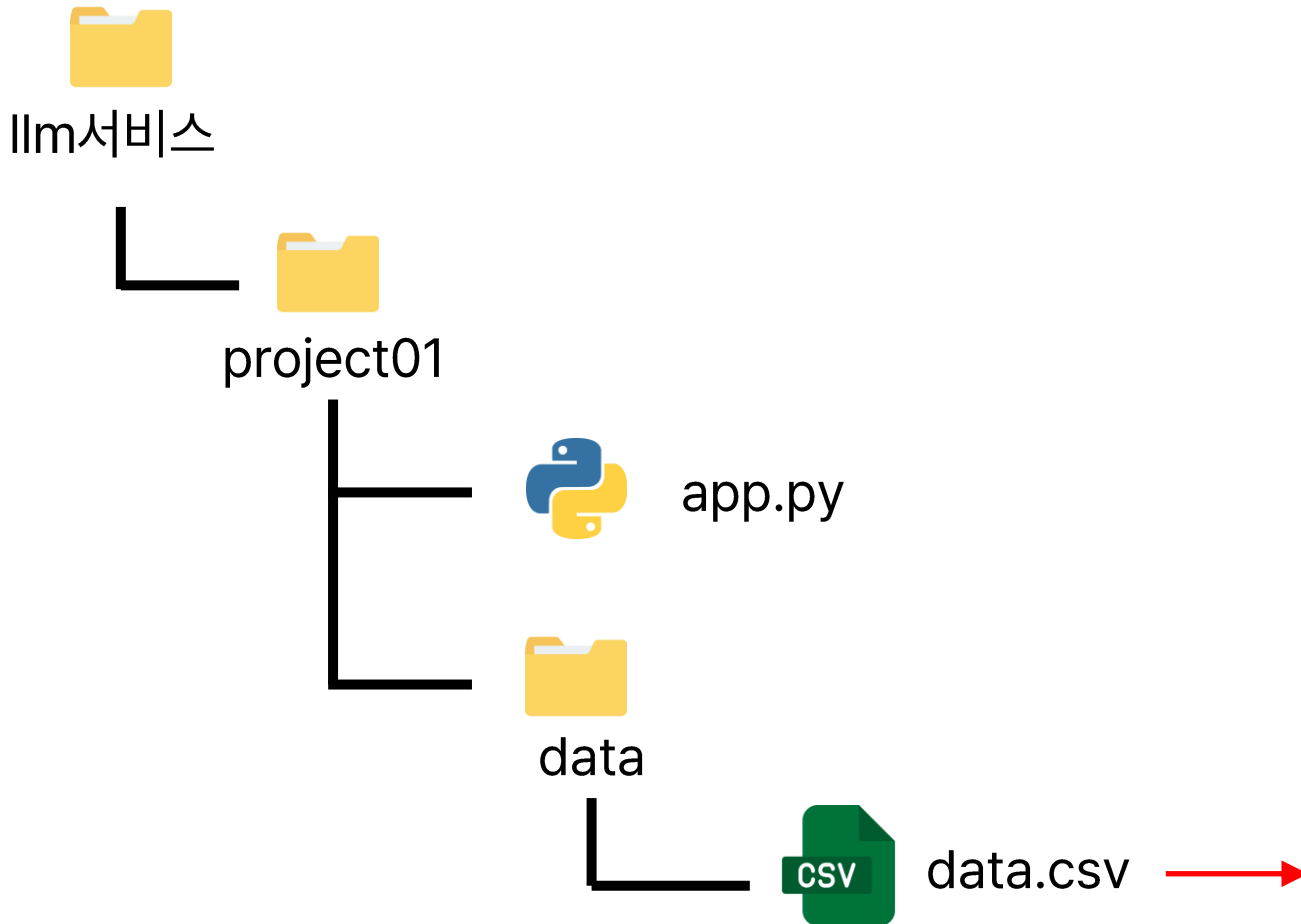 llm서비스
project01
app.py
data
CSV
data.csv